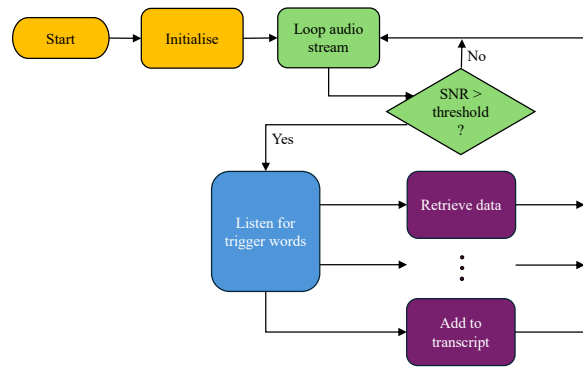 Start
Initialise
Loop audio
stream
No
SNR >
threshold
?
Yes
Listen for
trigger words
Retrieve data
Add to
transcript